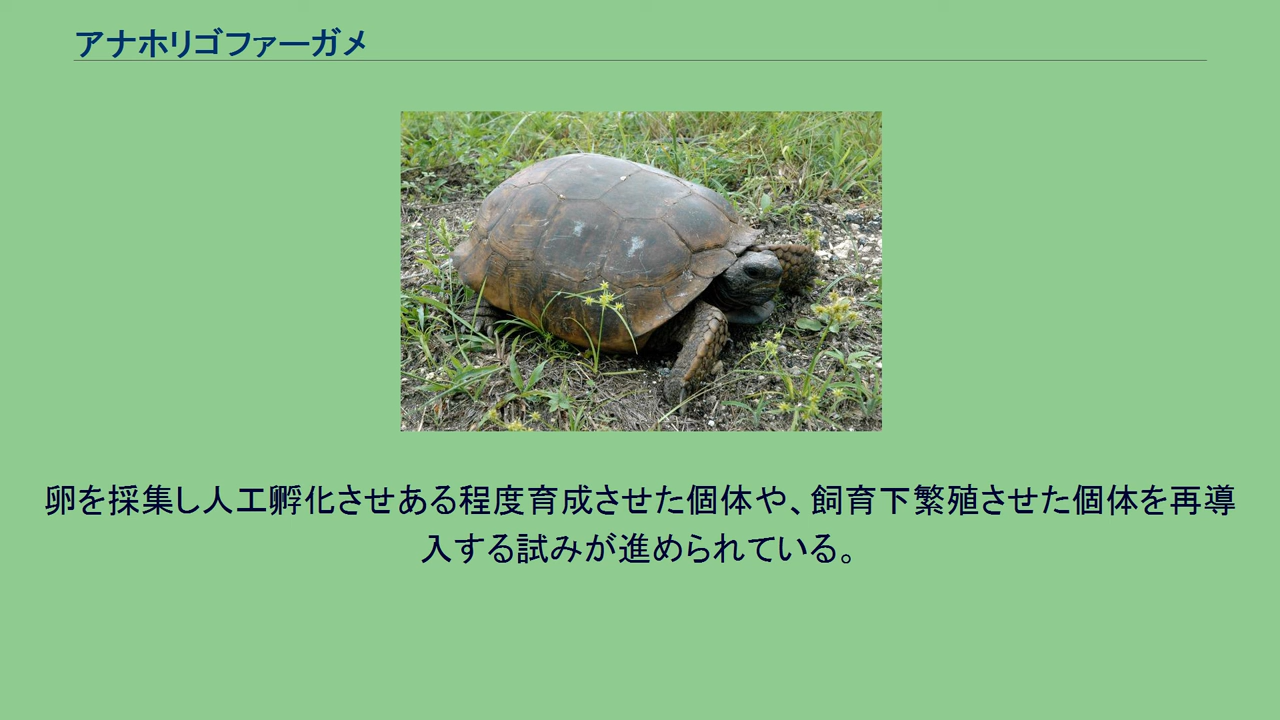 アナホリゴファーガメ
卵を採集し人工孵化させある程度育成させた個体や、飼育下繁殖させた個体を再導
入する試みが進められている。